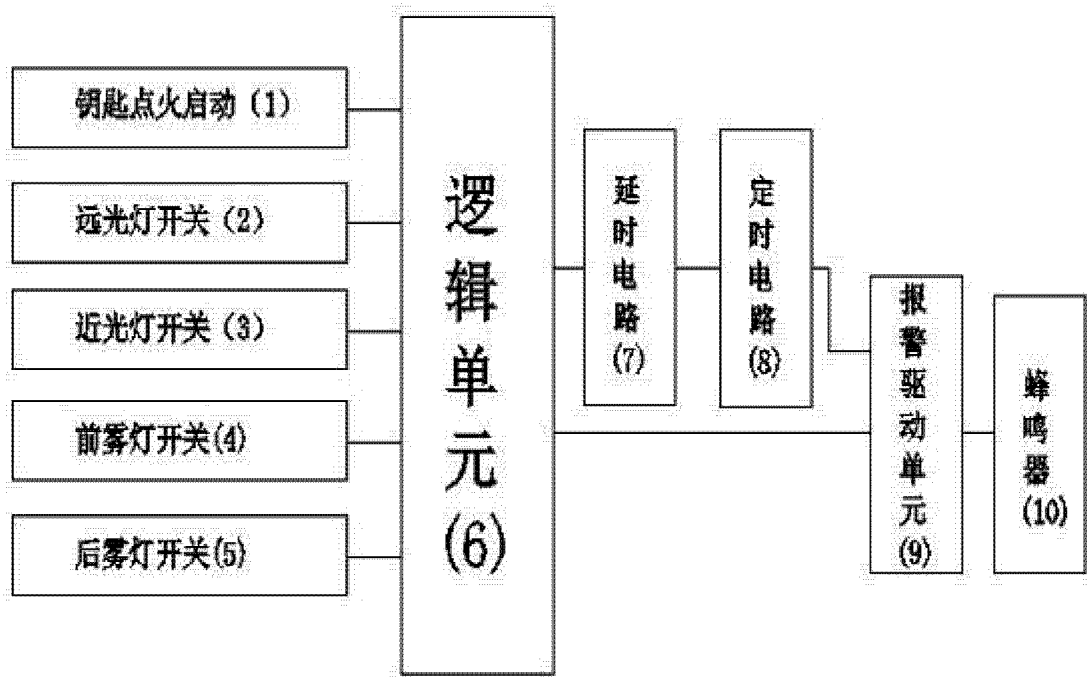 钥匙点火启动（1）
远光灯开关（2）
近光灯开关（3）
前雾灯开关(4)
后雾灯开关(5)
逻辑单元(6)
延时电路(7)
定时电路(8)
报警驱动单元(9)
蜂鸣器(10)